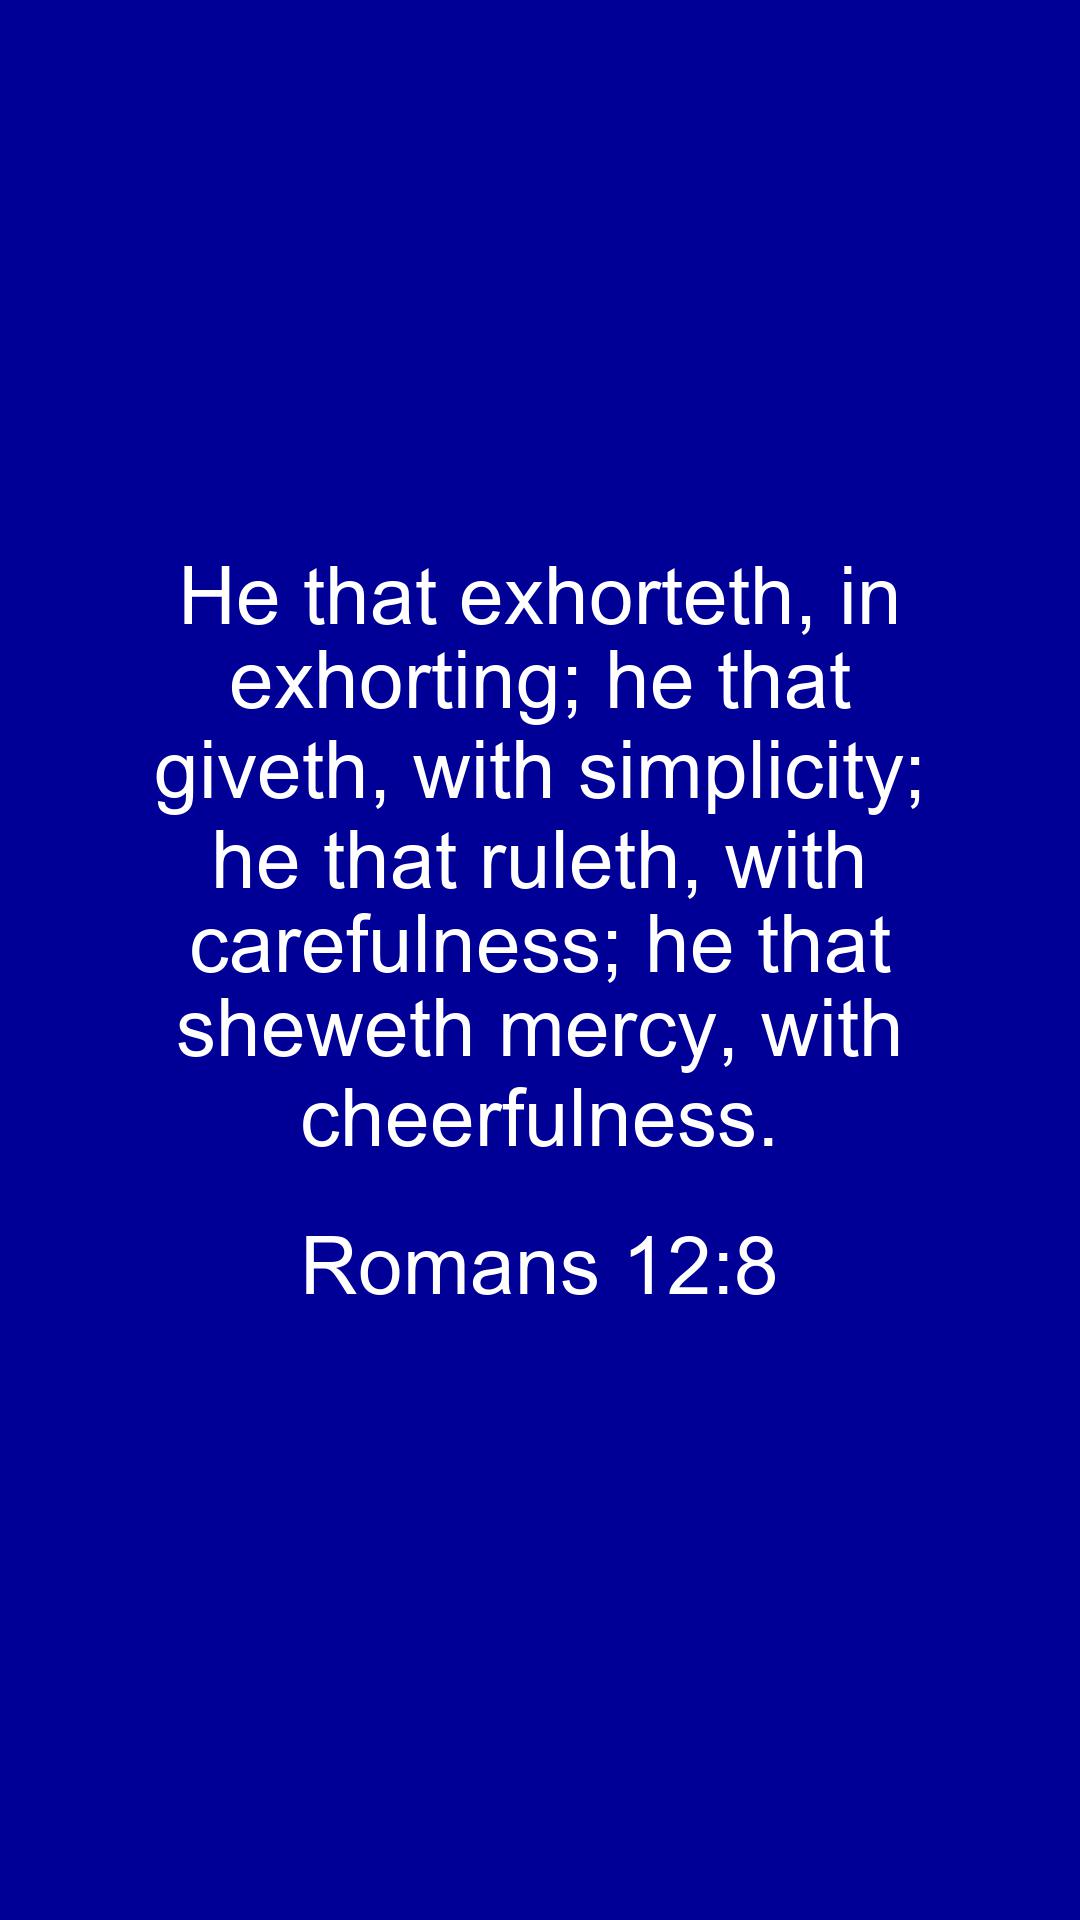 He that exhorteth, in
exhorting; he that
giveth, with simplicity;
he that ruleth, with
carefulness; he that
sheweth mercy, with
cheerfulness.
Romans 12:8